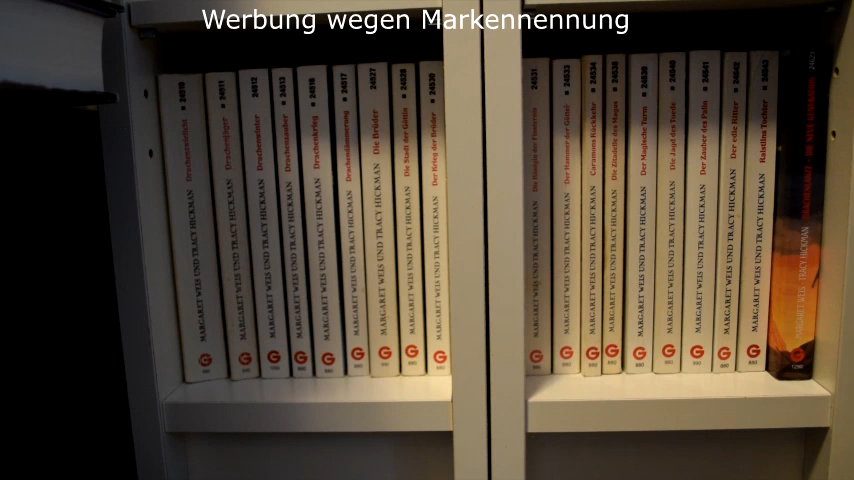 Werbung wegen Markennennung
MARGARET WEIS UND TRACY HICKMAN Drachenzwielicht 24510
MARGARET WEIS UND TRACY HICKMAN Drachenjäger 24511
MARGARET WEIS UND TRACY HICKMAN Drachenwinter 24512
MARGARET WEIS UND TRACY HICKMAN Drachenzauber 24513
MARGARET WEIS UND TRACY HICKMAN Drachenkrieg 24516
MARGARET WEIS UND TRACY HICKMAN Drachendämmerung 24517
MARGARET WEIS UND TRACY HICKMAN Die Brüder 24527
MARGARET WEIS UND TRACY HICKMAN Die Stadt der Göttin 24528
MARGARET WEIS UND TRACY HICKMAN Der Krieg der Brüder 24530
MARGARET WEIS UND TRACY HICKMAN Die Königin der Finsternis 24531
MARGARET WEIS UND TRACY HICKMAN Der Hammer der Götter 24533
MARGARET WEIS UND TRACY HICKMAN Caramons Rückkehr 24534
MARGARET WEIS UND TRACY HICKMAN Die Zitadelle des Magus
MARGARET WEIS UND TRACY HICKMAN Der Magische Turm
MARGARET WEIS UND TRACY HICKMAN Die Jagd des Todes 24540
MARGARET WEIS UND TRACY HICKMAN Der Zauber des Palin 24541
MARGARET WEIS UND TRACY HICKMAN Der edle Ritter 24542
MARGARET WEIS UND TRACY HICKMAN Raistlins Tochter 24543
MARGARET WEIS TRACY HICKMAN DRACHENLANZE - DIE NEUE GENERATION 24621